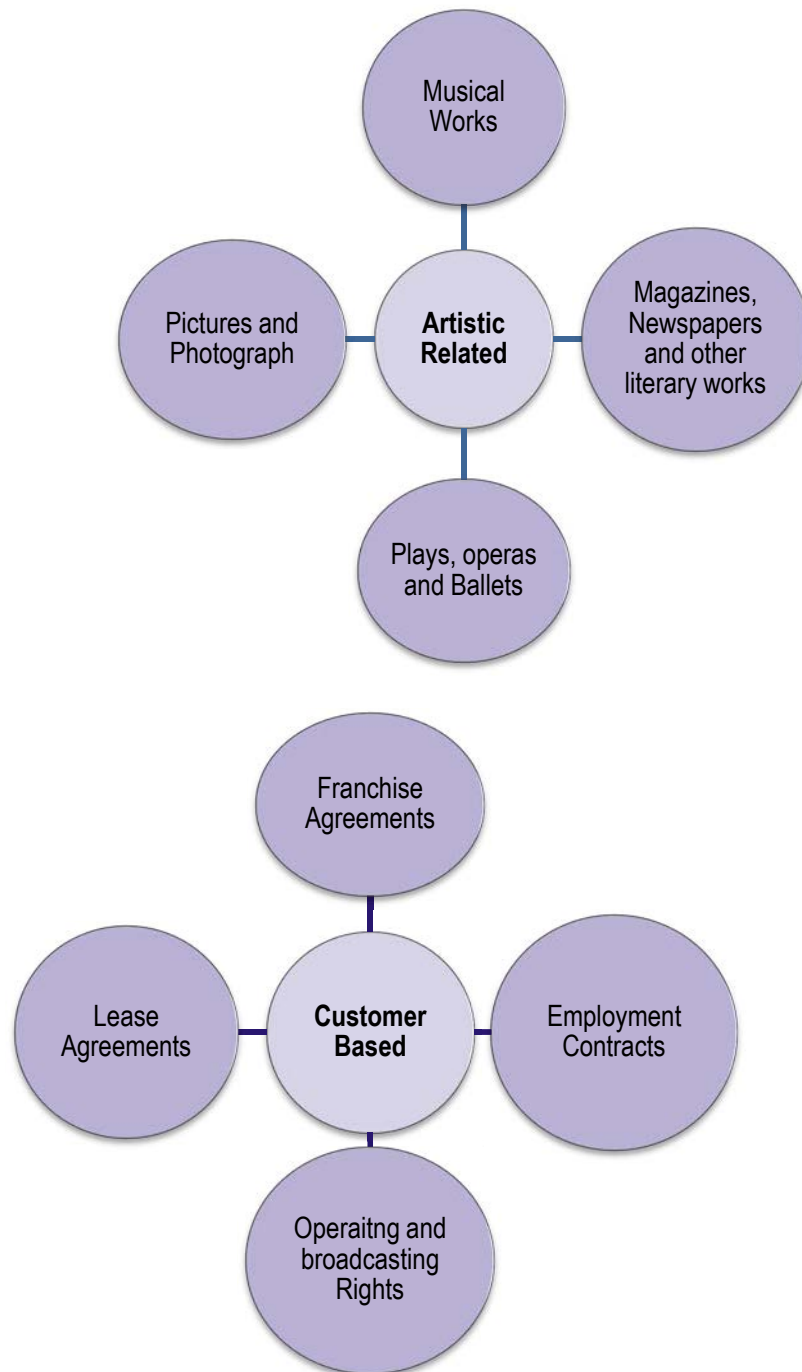 Musical
Works
Pictures and
Photograph
Artistic
Related
Magazines,
Newspapers
and other
literary works
Plays, operas
and Ballets
Franchise
Agreements
Lease
Agreements
Customer
Based
Employment
Contracts
Operaitng and
broadcasting
Rights